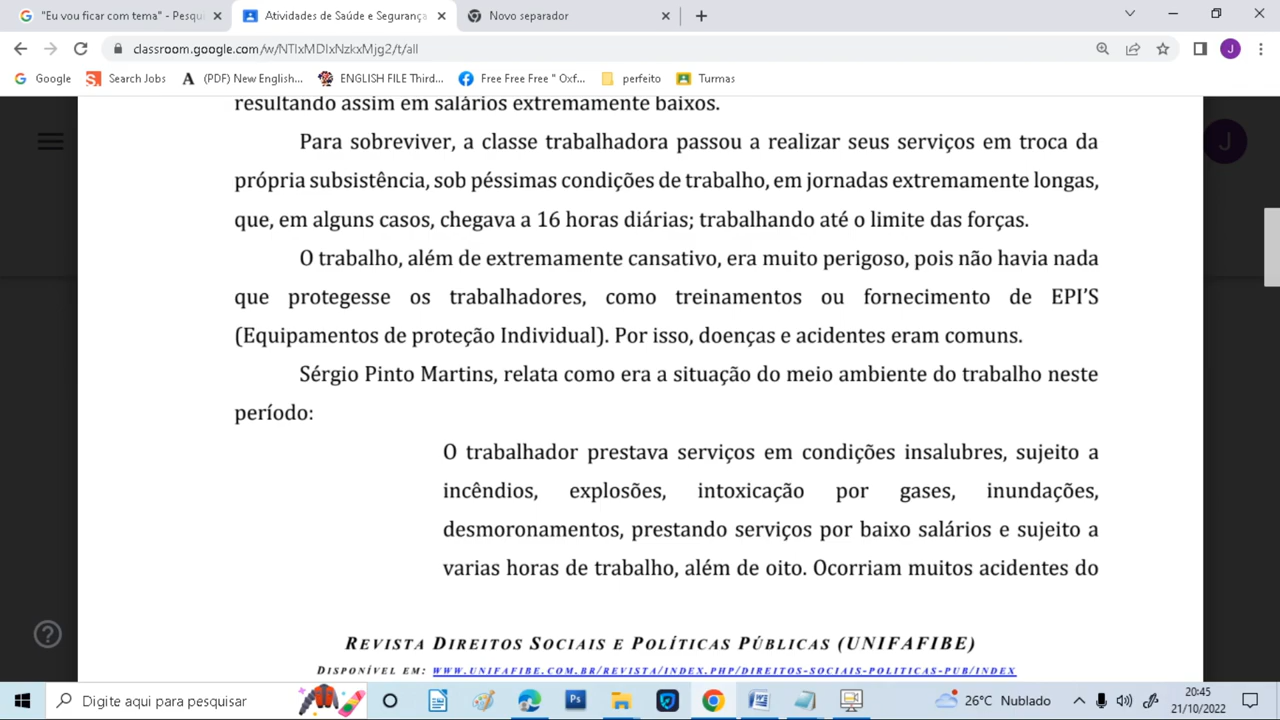 "Eu vou ficar com tema" - Pesqu
Atividades de Saúde e Segurança
Novo separador
classroom.google.com/w/NTIxMDIxNzkxMjg2/t/all
J
Google
Search Jobs
(PDF) New English...
ENGLISH FILE Third...
Free Free Free " Oxf...
perfeito
Turmas
resultando assim em salários extremamente baixos.
Para sobreviver, a classe trabalhadora passou a realizar seus serviços em troca da
própria subsistência, sob péssimas condições de trabalho, em jornadas extremamente longas,
que, em alguns casos, chegava a 16 horas diárias; trabalhando até o limite das forças.
O trabalho, além de extremamente cansativo, era muito perigoso, pois não havia nada
que protegesse os trabalhadores, como treinamentos ou fornecimento de EPI’S
(Equipamentos de proteção Individual). Por isso, doenças e acidentes eram comuns.
Sérgio Pinto Martins, relata como era a situação do meio ambiente do trabalho neste
período:
O trabalhador prestava serviços em condições insalubres, sujeito a
incêndios, explosões, intoxicação por gases, inundações,
desmoronamentos, prestando serviços por baixo salários e sujeito a
varias horas de trabalho, além de oito. Ocorriam muitos acidentes do
REVISTA DIREITOS SOCIAIS E POLÍTICAS PÚBLICAS (UNIFAFIBE)
DISPONÍVEL EM: WWW.UNIFAFIBE.COM.BR/REVISTA/INDEX.PHP/DIREITOS-SOCIAIS-POLITICAS-PUB/INDEX
J
Digite aqui para pesquisar
Ps
26°C Nublado
20:45
21/10/2022